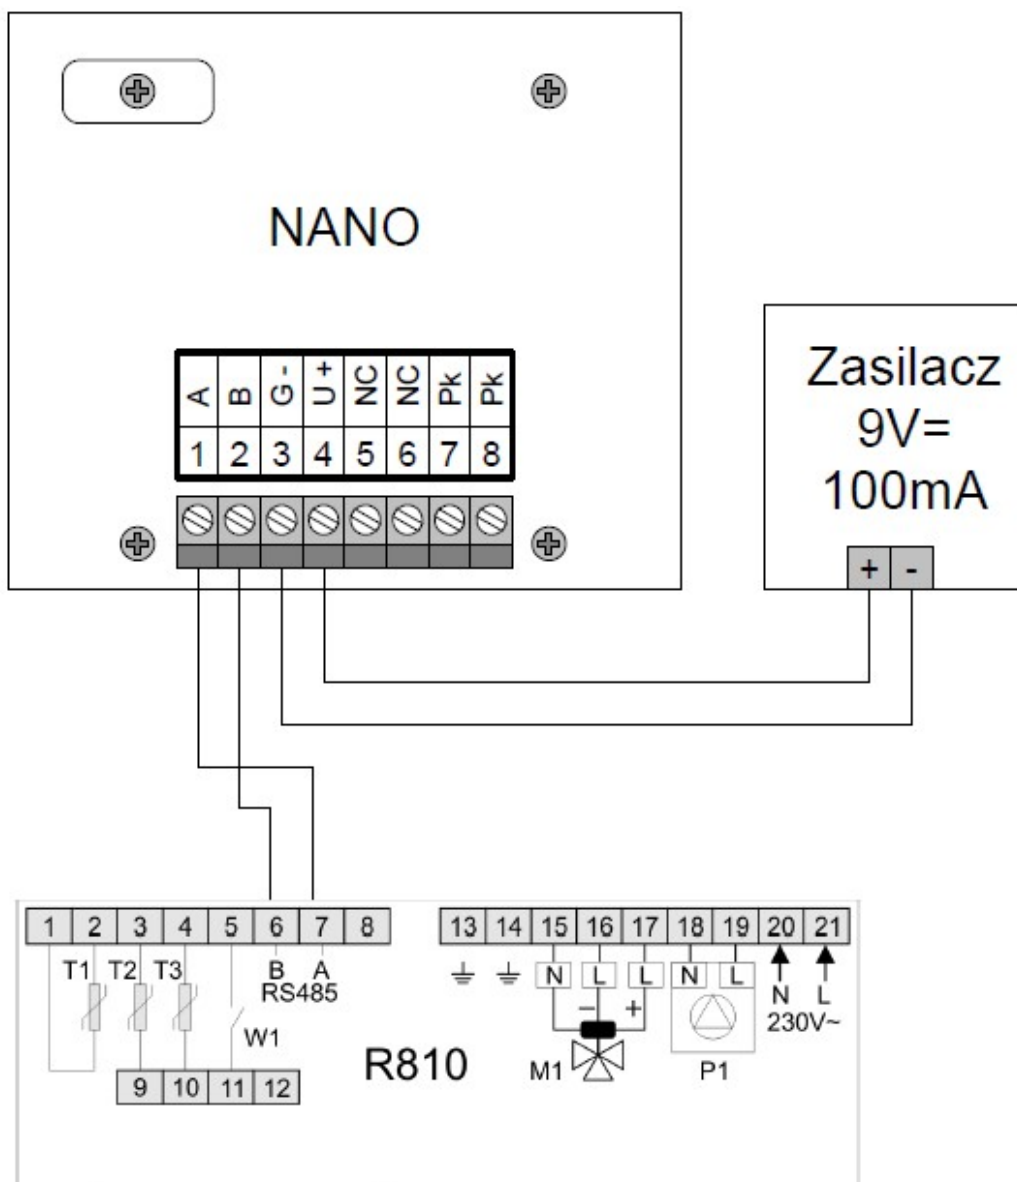 NANO
A B G - U + NC NC Pk Pk
1 2 3 4 5 6 7 8
Zasilacz
9V=
100mA
+ -
1 2 3 4 5 6 7 8
13 14 15 16 17 18 19 20 21
T1 T2 T3
B A
RS485
W1
N L L N L
N L
230V~
- +
R810
M1
P1
9 10 11 12